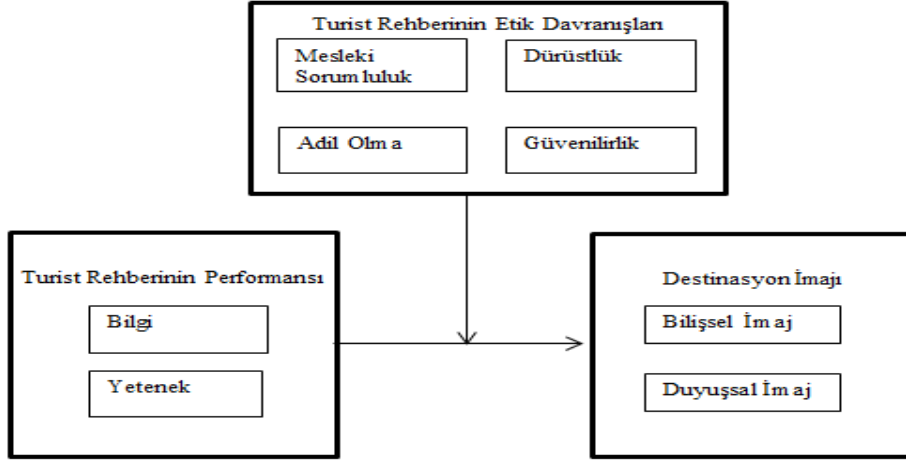 Turist Rehberinin Etik Davranışları
Mesleki
Sorumluluk
Dürüstlük
Adil Olma
Güvenilirlik
Turist Rehberinin Performansı
Bilgi
Yetenek
Destinasyon İmajı
Bilişsel İmaj
Duyuşsal İmaj